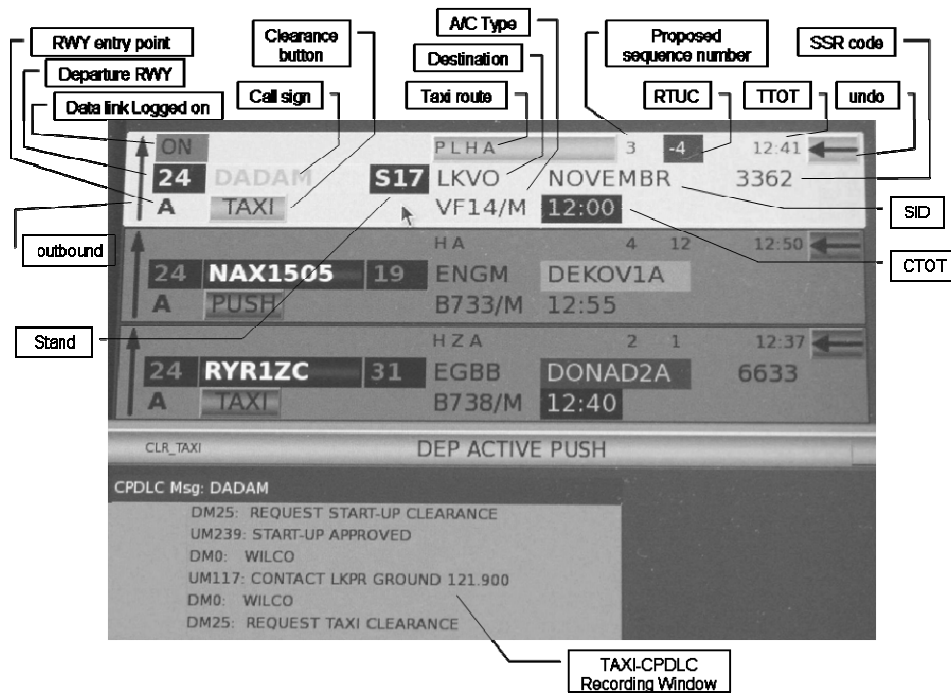 A/C Type
RWY entry point
Clearance button
Proposed sequence number
SSR code
Departure RWY
Destination
Data link Logged on
Call sign
Taxi route
RTUC
TTOT
undo
ON PLHA 3 -4 12:41
24 DADAM S17 LKVO NOVEMBR 3362
A TAXI VF14/M 12:00
SID
outbound
HA 4 12 12:50
CTOT
24 NAX1505 19 ENGM DEKOV1A
A PUSH B733/M 12:55
Stand
HZA 2 1 12:37
24 RYR1ZC 31 EGBB DONAD2A 6633
A TAXI B738/M 12:40
CLR_TAXI DEP ACTIVE PUSH
CPDLC Msg: DADAM
DM25: REQUEST START-UP CLEARANCE
UM239: START-UP APPROVED
DM0: WILCO
UM117: CONTACT LKPR GROUND 121.900
DM0: WILCO
DM25: REQUEST TAXI CLEARANCE
TAXI-CPDLC
Recording Window